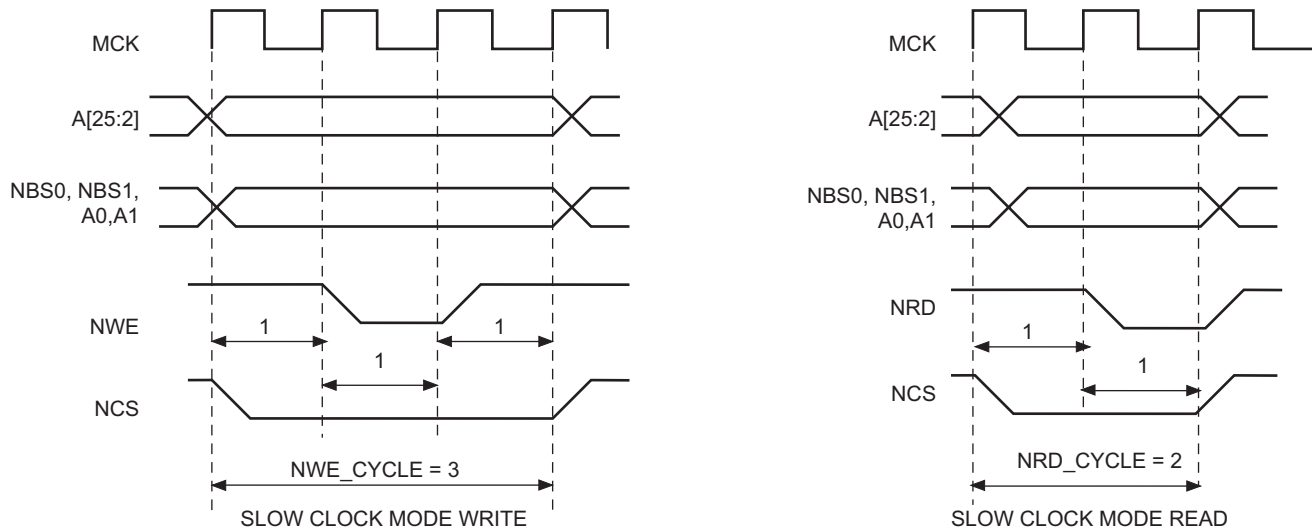 MCK
A[25:2]
NBS0, NBS1,
A0,A1
NWE
1
1
1
NCS
NWE_CYCLE = 3
SLOW CLOCK MODE WRITE
MCK
A[25:2]
NBS0, NBS1,
A0,A1
NRD
1
1
NCS
NRD_CYCLE = 2
SLOW CLOCK MODE READ